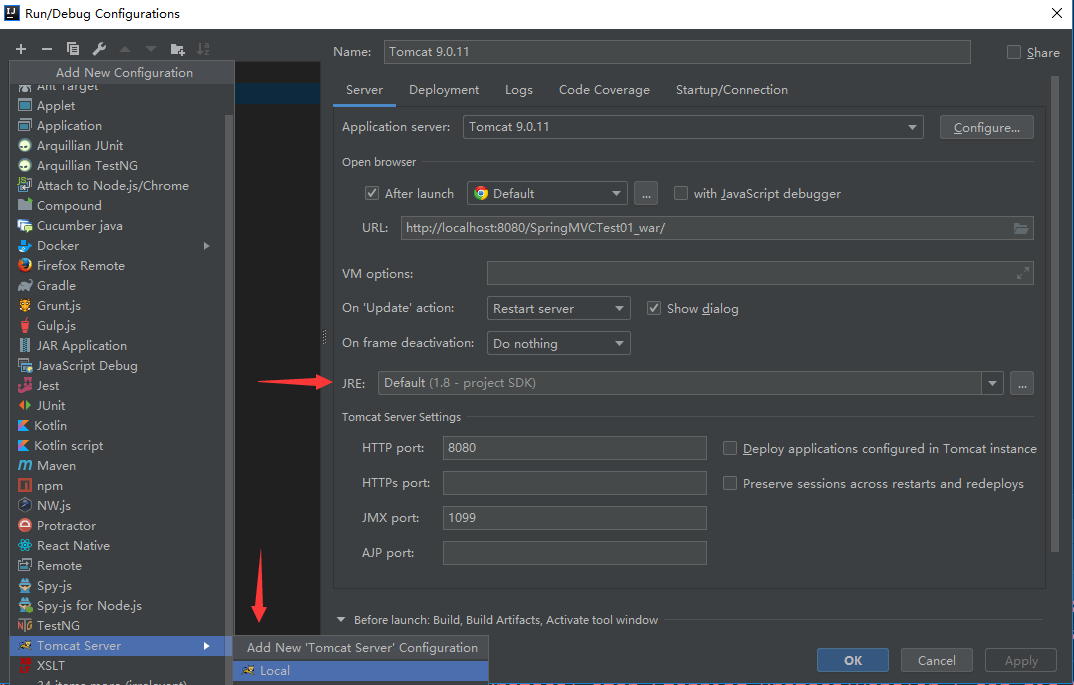 Run/Debug Configurations
Add New Configuration
Ant Target
Applet
Application
Arquillian JUnit
Arquillian TestNG
Attach to Node.js/Chrome
Compound
Cucumber java
Docker
Firefox Remote
Gradle
Grunt.js
Gulp.js
JAR Application
JavaScript Debug
Jest
JUnit
Kotlin
Kotlin script
Maven
npm
NW.js
Protractor
React Native
Remote
Spy-js
Spy-js for Node.js
TestNG
Tomcat Server
XSLT
34 items more (irrelevant)
Add New 'Tomcat Server' Configuration
Local
Name: Tomcat 9.0.11 Share
Server Deployment Logs Code Coverage Startup/Connection
Application server: Tomcat 9.0.11 Configure...
Open browser
After launch Default ... with JavaScript debugger
URL: http://localhost:8080/SpringMVCTest01_war/
VM options:
On 'Update' action: Restart server Show dialog
On frame deactivation: Do nothing
JRE: Default (1.8 - project SDK) ...
Tomcat Server Settings
HTTP port: 8080 Deploy applications configured in Tomcat instance
HTTPs port: Preserve sessions across restarts and redeploys
JMX port: 1099
AJP port:
Before launch: Build, Build Artifacts, Activate tool window
OK Cancel Apply